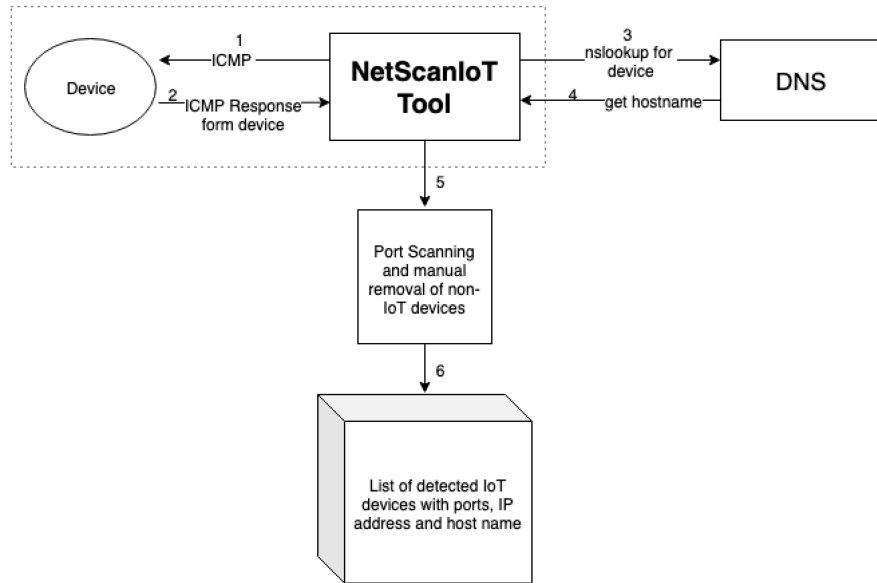 1
ICMP
2
ICMP Response
form device
Device
NetScanIoT
Tool
3
nslookup for
device
4
get hostname
DNS
5
Port Scanning
and manual
removal of non-
IoT devices
6
List of detected IoT
devices with ports, IP
address and host name